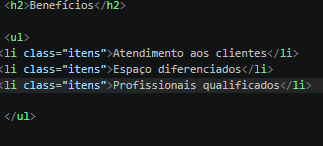 <h2>Benefícios</h2>
<ul>
<li class="itens">Atendimento aos clientes</li>
<li class="itens">Espaço diferenciados</li>
<li class="itens">Profissionais qualificados</li>
</ul>